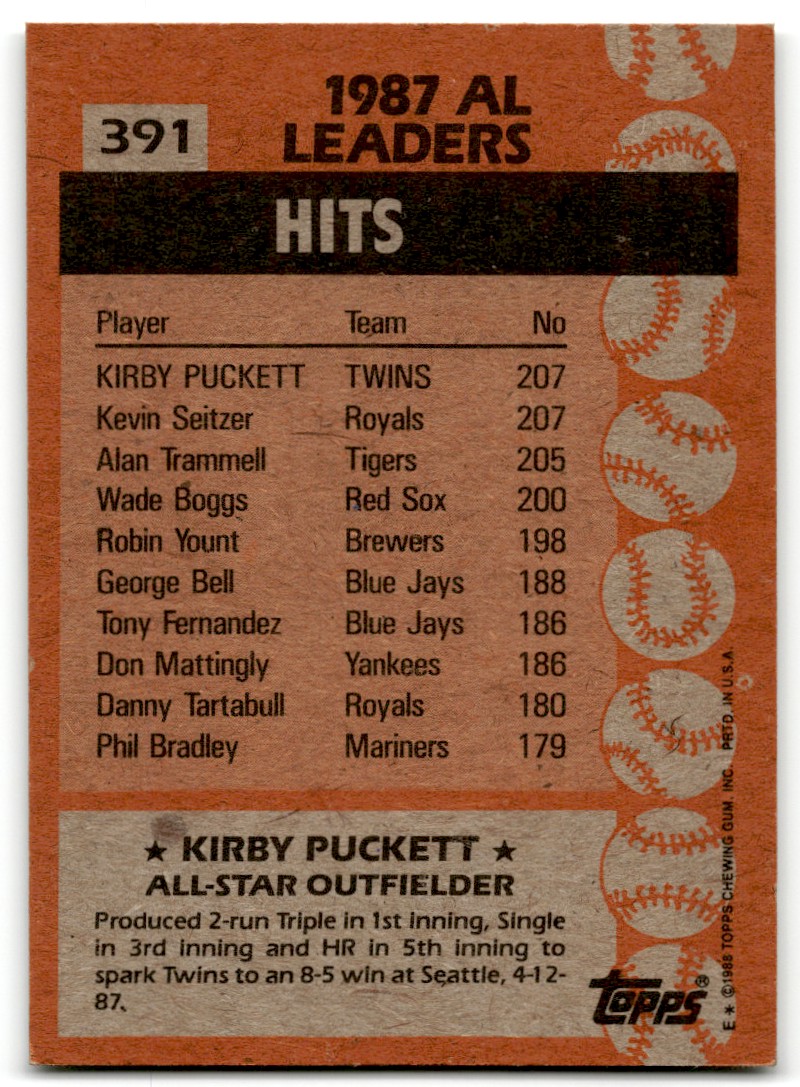 391
1987 AL
LEADERS
HITS
Player Team No
KIRBY PUCKETT TWINS 207
Kevin Seitzer Royals 207
Alan Trammell Tigers 205
Wade Boggs Red Sox 200
Robin Yount Brewers 198
George Bell Blue Jays 188
Tony Fernandez Blue Jays 186
Don Mattingly Yankees 186
Danny Tartabull Royals 180
Phil Bradley Mariners 179
★ KIRBY PUCKETT ★
ALL-STAR OUTFIELDER
Produced 2-run Triple in 1st inning, Single
in 3rd inning and HR in 5th inning to
spark Twins to an 8-5 win at Seattle, 4-12-
87.
TOPPS®
E* ©1988 TOPPS CHEWING GUM, INC. PRTD. IN U.S.A.